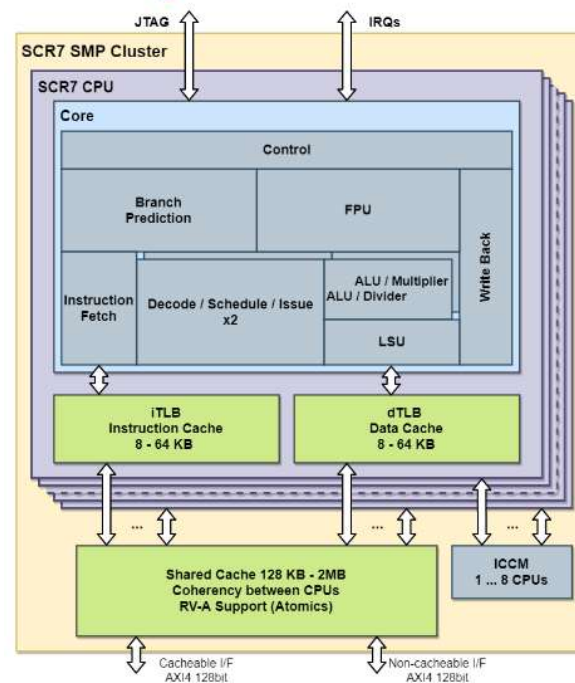 JTAG
IRQs
SCR7 SMP Cluster
SCR7 CPU
Core
Control
Branch
Prediction
FPU
Write Back
Instruction
Fetch
Decode / Schedule / Issue
x2
ALU / Multiplier
ALU / Divider
LSU
iTLB
Instruction Cache
8 - 64 KB
dTLB
Data Cache
8 - 64 KB
...
...
...
Shared Cache 128 KB - 2MB
Coherency between CPUs
RV-A Support (Atomics)
ICCM
1 ... 8 CPUs
Cacheable I/F
AXI4 128bit
Non-cacheable I/F
AXI4 128bit